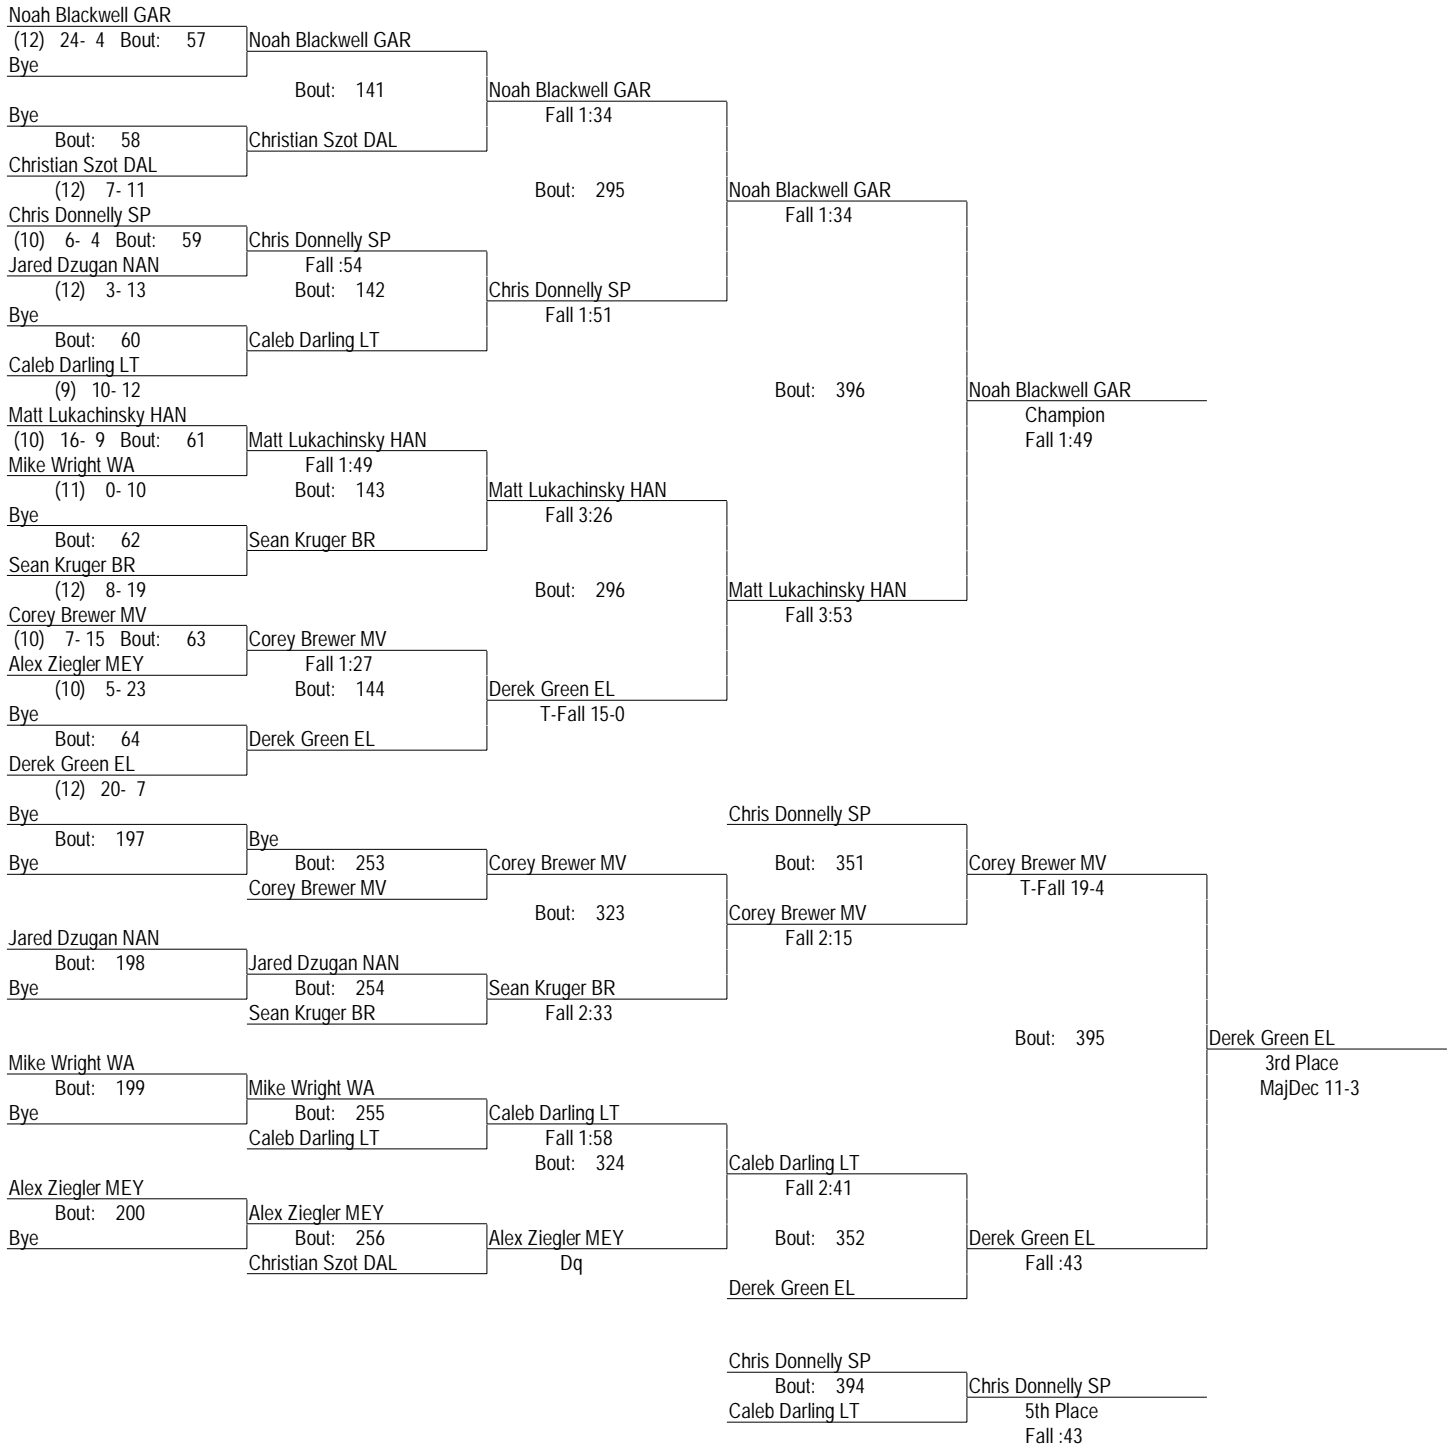 Noah Blackwell GAR
(12) 24- 4 Bout: 57 Noah Blackwell GAR
Bye
Bout: 141 Noah Blackwell GAR
Bye Fall 1:34
Bout: 58 Christian Szot DAL
Christian Szot DAL
(12) 7- 11 Bout: 295 Noah Blackwell GAR
Chris Donnelly SP Fall 1:34
(10) 6- 4 Bout: 59 Chris Donnelly SP
Jared Dzugan NAN Fall :54
(12) 3- 13 Bout: 142 Chris Donnelly SP
Bye Fall 1:51
Bout: 60 Caleb Darling LT
Caleb Darling LT
(9) 10- 12 Bout: 396 Noah Blackwell GAR
Matt Lukachinsky HAN Champion
(10) 16- 9 Bout: 61 Matt Lukachinsky HAN Fall 1:49
Mike Wright WA Fall 1:49
(11) 0- 10 Bout: 143 Matt Lukachinsky HAN
Bye Fall 3:26
Bout: 62 Sean Kruger BR
Sean Kruger BR
(12) 8- 19 Bout: 296 Matt Lukachinsky HAN
Corey Brewer MV Fall 3:53
(10) 7- 15 Bout: 63 Corey Brewer MV
Alex Ziegler MEY Fall 1:27
(10) 5- 23 Bout: 144 Derek Green EL
Bye T-Fall 15-0
Bout: 64 Derek Green EL
Derek Green EL
(12) 20- 7
Bye Chris Donnelly SP
Bout: 197 Bye
Bye Bout: 253 Corey Brewer MV Bout: 351 Corey Brewer MV
Corey Brewer MV T-Fall 19-4
Bout: 323 Corey Brewer MV
Jared Dzugan NAN Fall 2:15
Bout: 198 Jared Dzugan NAN
Bye Bout: 254 Sean Kruger BR
Sean Kruger BR Fall 2:33
Bout: 395 Derek Green EL
Mike Wright WA 3rd Place
Bout: 199 Mike Wright WA MajDec 11-3
Bye Bout: 255 Caleb Darling LT
Caleb Darling LT Fall 1:58
Bout: 324 Caleb Darling LT
Alex Ziegler MEY Fall 2:41
Bout: 200 Alex Ziegler MEY
Bye Bout: 256 Alex Ziegler MEY Bout: 352 Derek Green EL
Christian Szot DAL Dq Fall :43
Derek Green EL
Chris Donnelly SP
Bout: 394 Chris Donnelly SP
Caleb Darling LT 5th Place
Fall :43